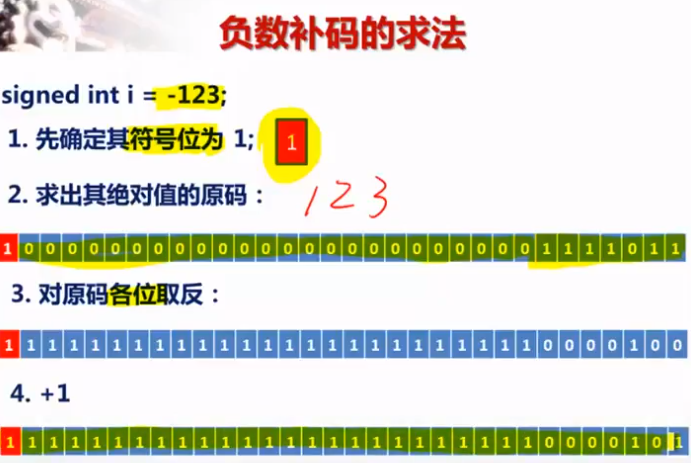 负数补码的求法
signed int i = -123;
1. 先确定其符号位为 1; 1
2. 求出其绝对值的原码： 123
1 0 0 0 0 0 0 0 0 0 0 0 0 0 0 0 0 0 0 0 0 0 0 0 0 1 1 1 1 0 1 1
3. 对原码各位取反：
1 1 1 1 1 1 1 1 1 1 1 1 1 1 1 1 1 1 1 1 1 1 1 1 1 0 0 0 0 1 0 0
4. +1
1 1 1 1 1 1 1 1 1 1 1 1 1 1 1 1 1 1 1 1 1 1 1 1 1 0 0 0 0 1 0 1